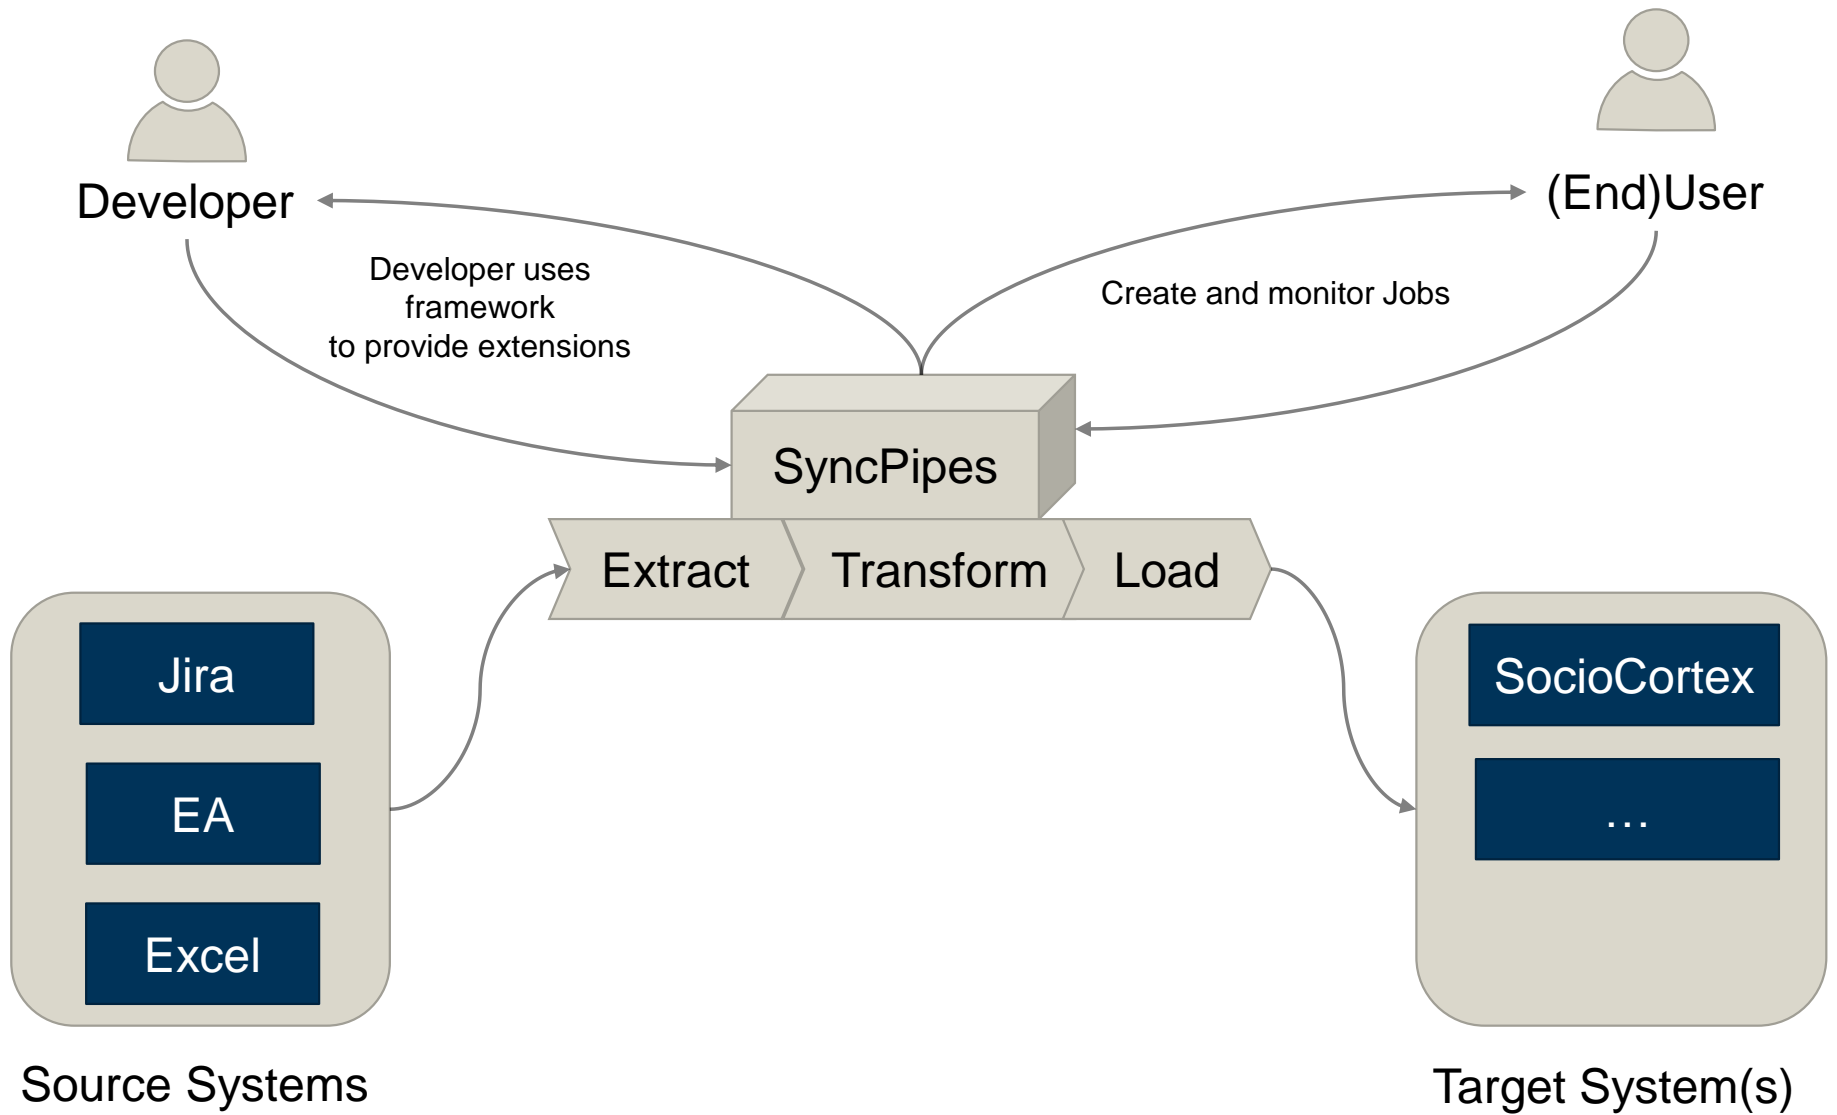 Developer
(End)User
Developer uses
framework
to provide extensions
Create and monitor Jobs
SyncPipes
Extract
Transform
Load
Jira
EA
Excel
SocioCortex
…
Source Systems
Target System(s)